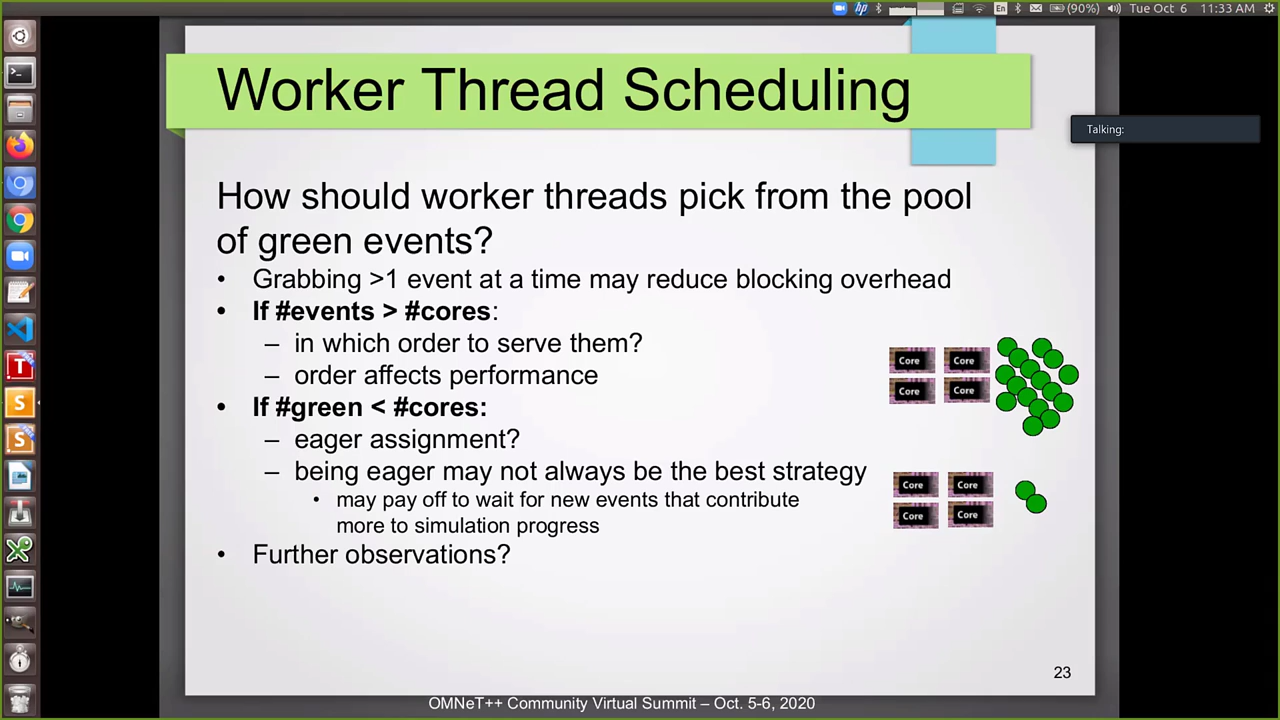 hp
En
(90%)
Tue Oct 6
11:33 AM
Worker Thread Scheduling
Talking:
How should worker threads pick from the pool
of green events?
• Grabbing >1 event at a time may reduce blocking overhead
• If #events > #cores:
– in which order to serve them?
– order affects performance
Core Core
Core Core
• If #green < #cores:
– eager assignment?
– being eager may not always be the best strategy
• may pay off to wait for new events that contribute
more to simulation progress
Core Core
Core Core
• Further observations?
23
OMNeT++ Community Virtual Summit – Oct. 5-6, 2020